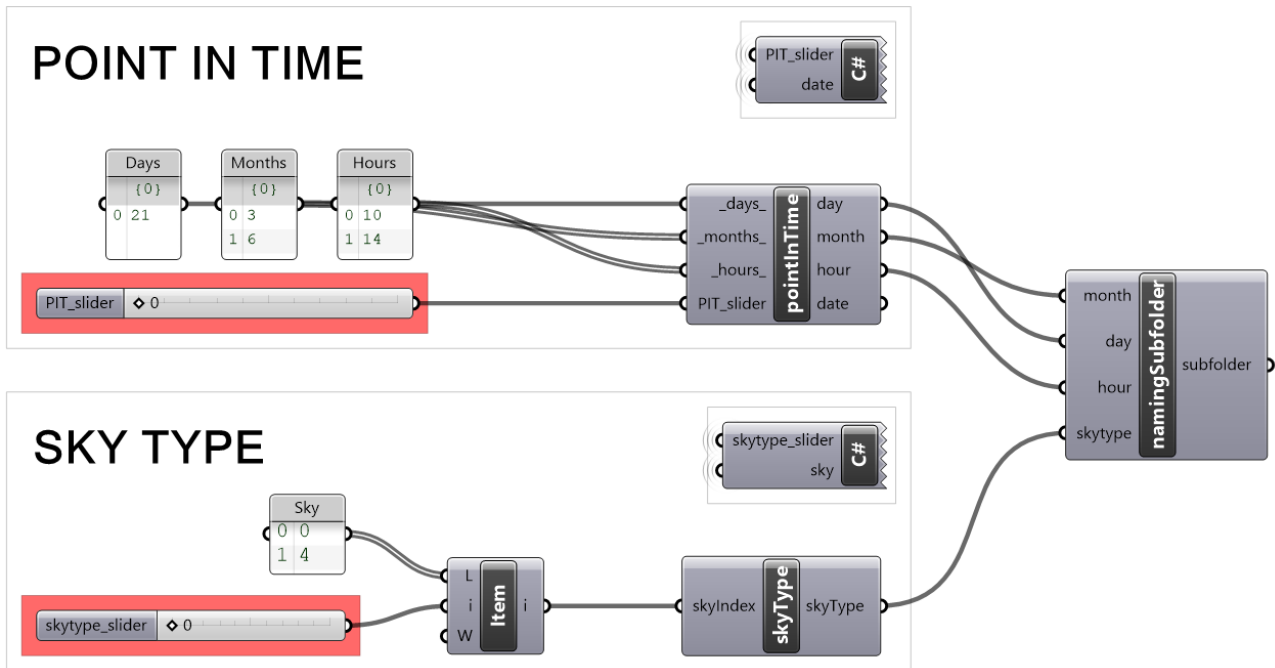 POINT IN TIME
PIT_slider
date
C#
Days
{0}
0 21
Months
{0}
0 3
1 6
Hours
{0}
0 10
1 14
PIT_slider
0
_days_
_months_
_hours_
PIT_slider
pointInTime
day
month
hour
date
month
day
hour
skytype
namingSubfolder
subfolder
SKY TYPE
skytype_slider
sky
C#
Sky
0 0
1 4
skytype_slider
0
L
i
W
Item
i
skyIndex
skyType
skyType